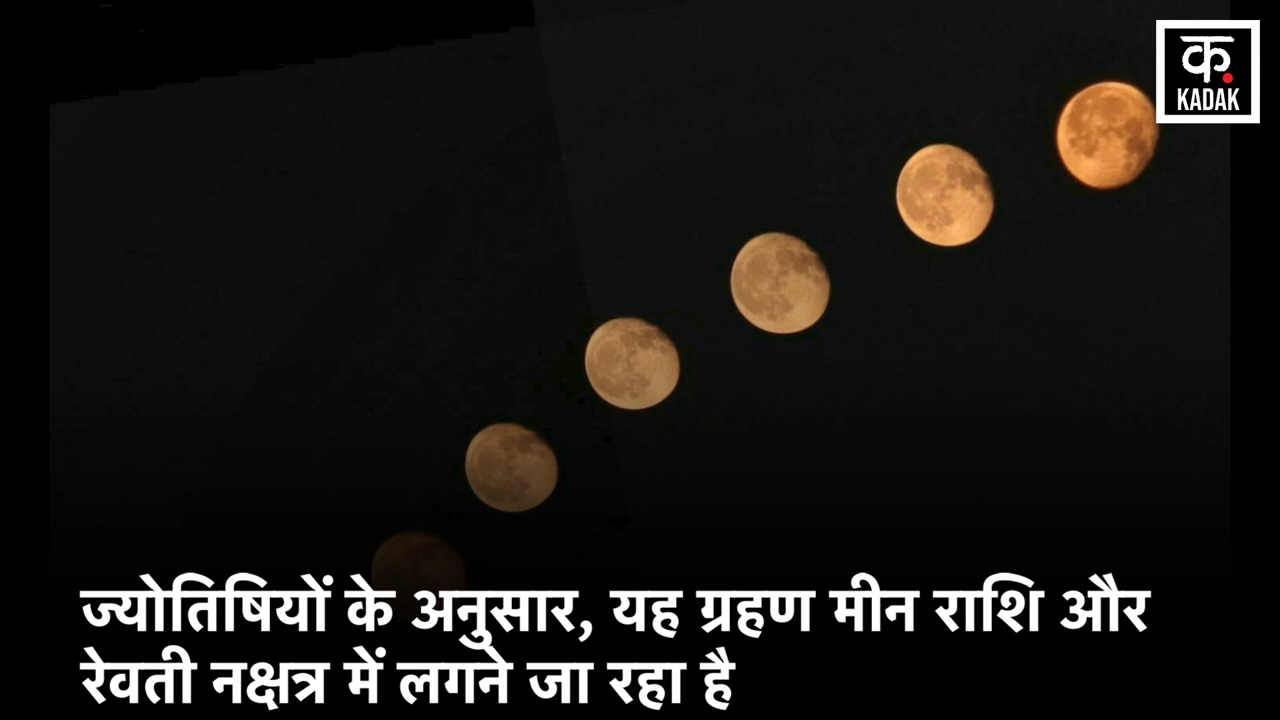 क.
KADAK
ज्योतिषियों के अनुसार, यह ग्रहण मीन राशि और
रेवती नक्षत्र में लगने जा रहा है